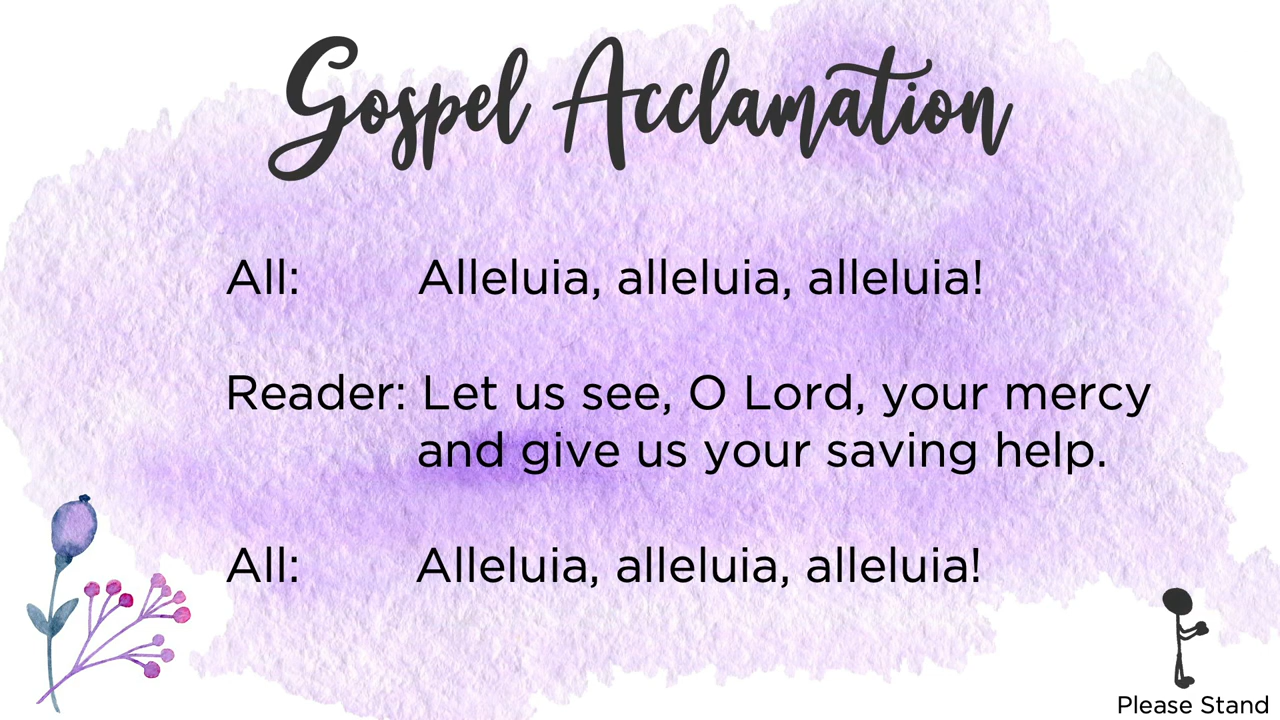 Gospel Acclamation
All: Alleluia, alleluia, alleluia!
Reader: Let us see, O Lord, your mercy
and give us your saving help.
All: Alleluia, alleluia, alleluia!
Please Stand